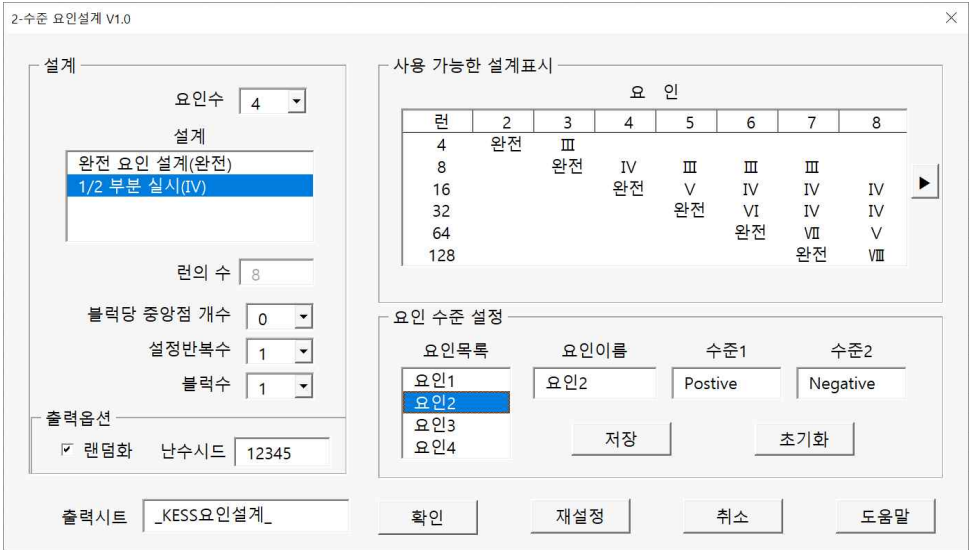 2-수준 요인설계 V1.0
설계
요인수 4
설계
완전 요인 설계(완전)
1/2 부분 실시(Ⅳ)
런의 수 8
블럭당 중앙점 개수 0
설정반복수 1
블럭수 1
출력옵션
랜덤화 난수시드 12345
출력시트 _KESS요인설계_
사용 가능한 설계표시
요 인
런 2 3 4 5 6 7 8
4 완전 Ⅲ
8 완전 Ⅳ Ⅲ Ⅲ Ⅲ
16 완전 Ⅴ Ⅳ Ⅳ Ⅳ
32 완전 Ⅵ Ⅳ Ⅳ
64 완전 Ⅶ Ⅴ
128 완전 Ⅷ
요인 수준 설정
요인목록 요인이름 수준1 수준2
요인1
요인2
요인3
요인4
요인2 Postive Negative
저장 초기화
확인 재설정 취소 도움말